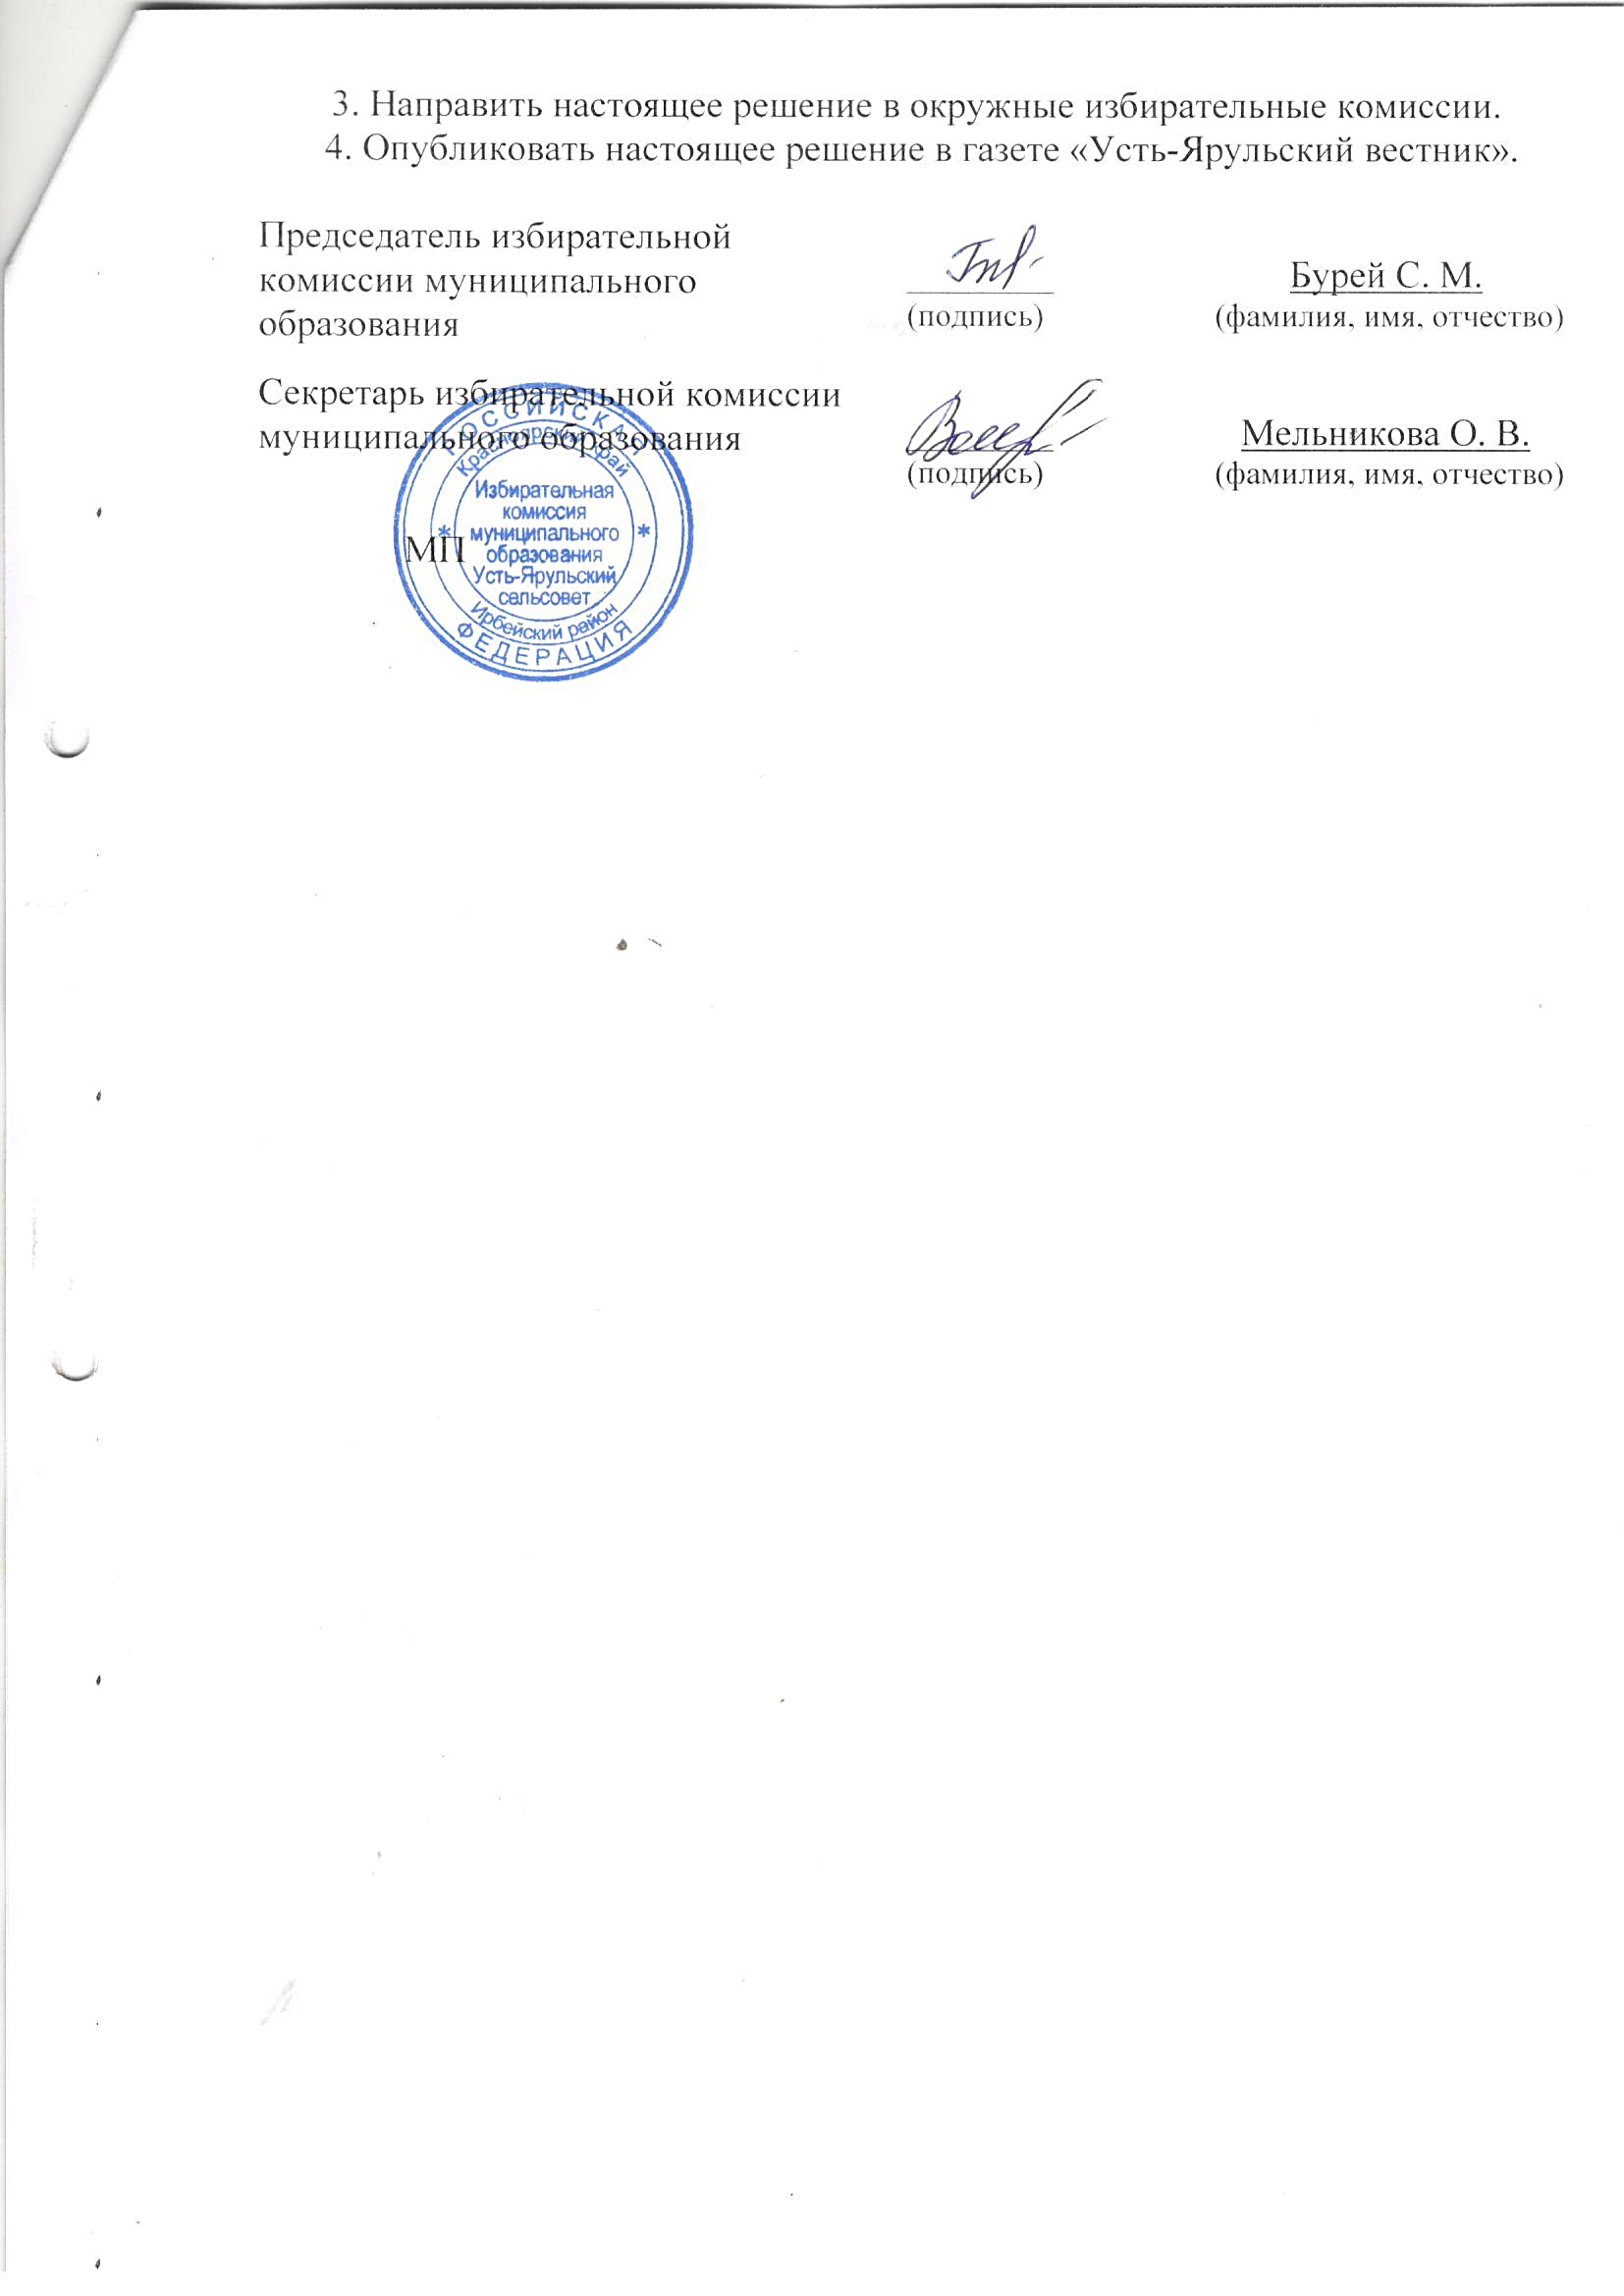 3. Направить настоящее решение в окружные избирательные комиссии.
4. Опубликовать настоящее решение в газете «Усть-Ярульский вестник».
Председатель избирательной
комиссии муниципального
образования
(подпись)
Бурей С. М.
(фамилия, имя, отчество)
Секретарь избирательной комиссии
муниципального образования
(подпись)
Мельникова О. В.
(фамилия, имя, отчество)
МП
РОССИЙСКАЯ
Красноярский край
Избирательная
комиссия
муниципального
образования
Усть-Ярульский
сельсовет
Ирбейский район
ФЕДЕРАЦИЯ